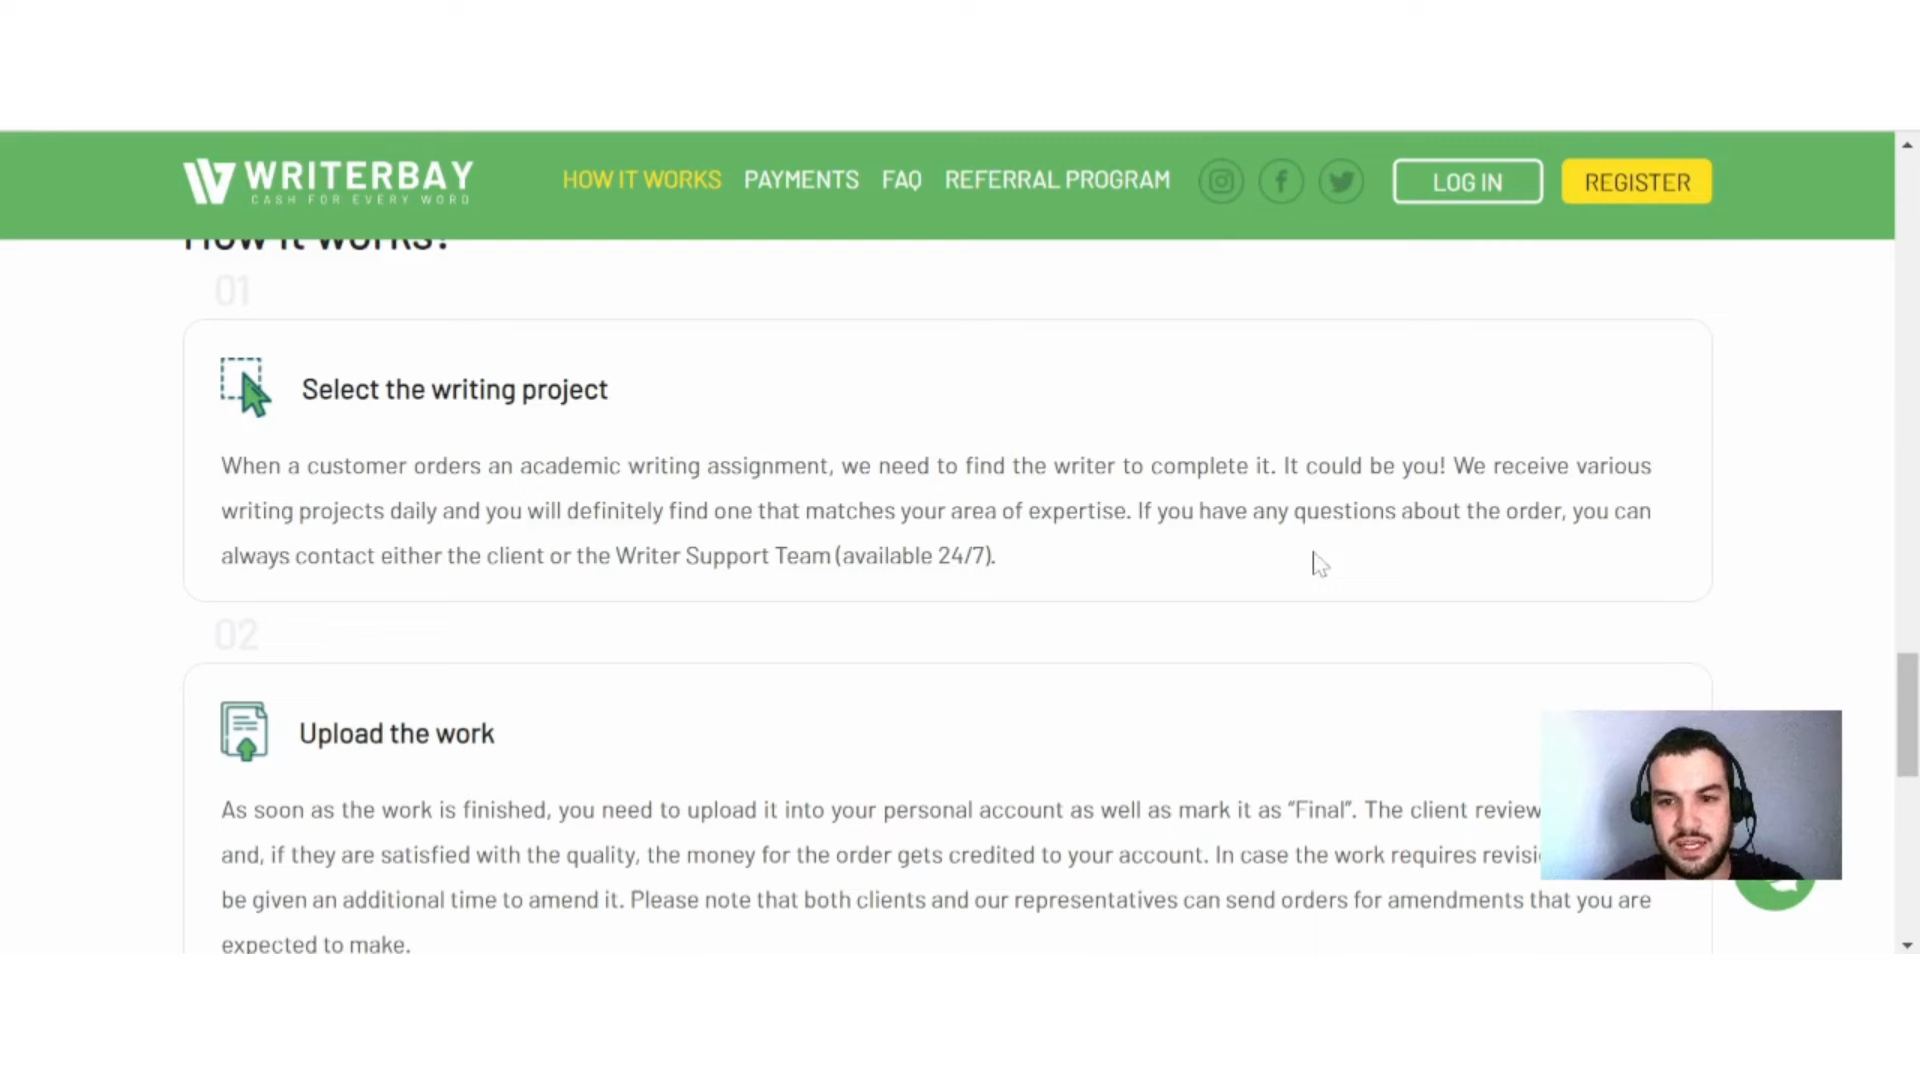 WRITERBAY
CASH FOR EVERY WORD
HOW IT WORKS
PAYMENTS
FAQ
REFERRAL PROGRAM
LOG IN
REGISTER
How it works?
01
Select the writing project
When a customer orders an academic writing assignment, we need to find the writer to complete it. It could be you! We receive various
writing projects daily and you will definitely find one that matches your area of expertise. If you have any questions about the order, you can
always contact either the client or the Writer Support Team (available 24/7).
02
Upload the work
As soon as the work is finished, you need to upload it into your personal account as well as mark it as “Final”. The client review
and, if they are satisfied with the quality, the money for the order gets credited to your account. In case the work requires revisi
be given an additional time to amend it. Please note that both clients and our representatives can send orders for amendments that you are
expected to make.